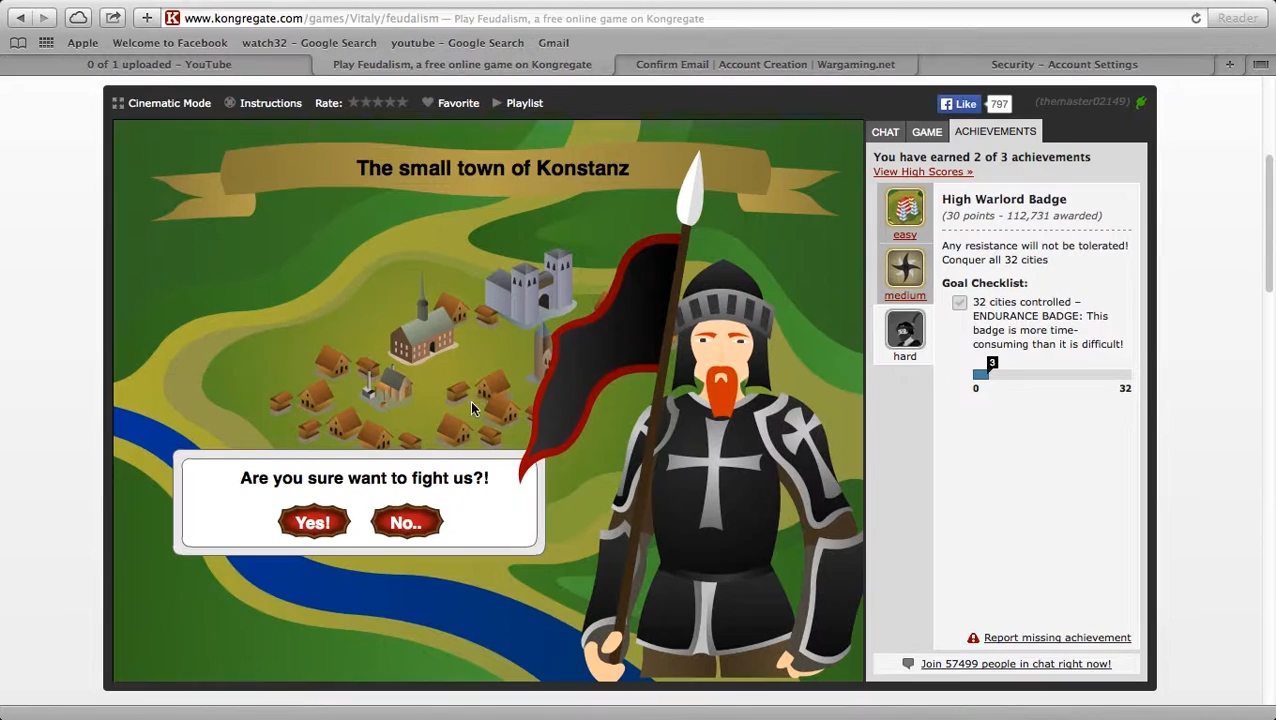 www.kongregate.com/games/Vitaly/feudalism — Play Feudalism, a free online game on Kongregate
Reader
Apple Welcome to Facebook watch32 – Google Search youtube – Google Search Gmail
0 of 1 uploaded – YouTube Play Feudalism, a free online game on Kongregate Confirm Email | Account Creation | Wargaming.net Security – Account Settings
Cinematic Mode Instructions Rate: Favorite Playlist Like 797 (themaster02149)
CHAT GAME ACHIEVEMENTS
The small town of Konstanz
Are you sure want to fight us?!
Yes! No..
You have earned 2 of 3 achievements
View High Scores »
easy
medium
hard
High Warlord Badge
(30 points - 112,731 awarded)
Any resistance will not be tolerated!
Conquer all 32 cities
Goal Checklist:
32 cities controlled –
ENDURANCE BADGE: This
badge is more time-
consuming than it is difficult!
3
0 32
Report missing achievement
Join 57499 people in chat right now!